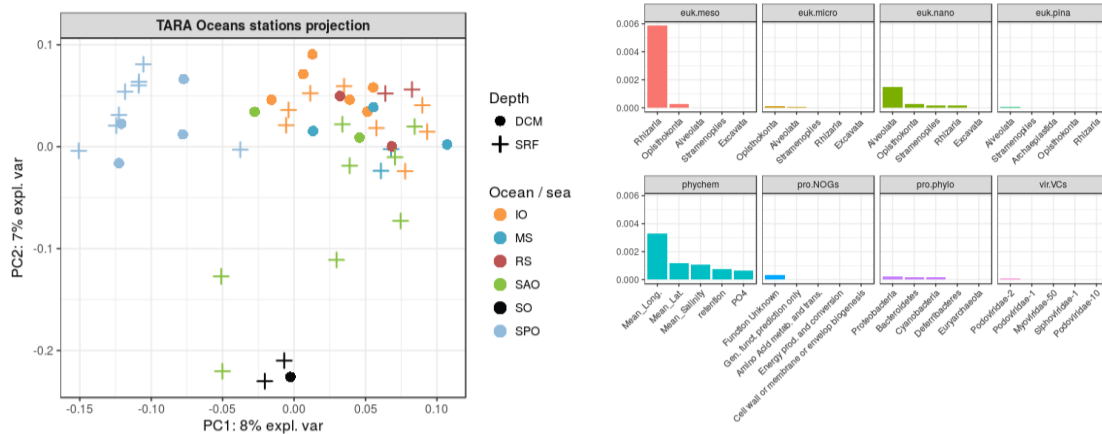 TARA Oceans stations projection
0.1
0.0
-0.1
-0.2
-0.15
-0.10
-0.05
0.00
0.05
0.10
PC1: 8% expl. var
PC2: 7% expl. var
Depth
DCM
SRF
Ocean / sea
IO
MS
RS
SAO
SO
SPO
euk.meso
euk.micro
euk.nano
euk.pina
0.006
0.004
0.002
0.000
Rhizaria
Opisthokonta
Alveolata
Stramenopiles
Excavata
Opisthokonta
Alveolata
Stramenopiles
Rhizaria
Excavata
Alveolata
Opisthokonta
Stramenopiles
Rhizaria
Excavata
Alveolata
Stramenopiles
Archaeplastida
Opisthokonta
Rhizaria
phychem
pro.NOGs
pro.phylo
vir.VCs
0.006
0.004
0.002
0.000
Mean_Long.
Mean_Lat.
Mean_Salinity
retention
PO4
Function Unknown
Gen. funct. prediction only
Amino Acid metab. and trans.
Energy prod. and conversion
Cell wall or membrane or envelop biogenesis
Proteobacteria
Bacteroidetes
Cyanobacteria
Deferribacteres
Euryarchaeota
Podoviridae-2
Podoviridae-1
Myoviridae-50
Siphoviridae-1
Podoviridae-10